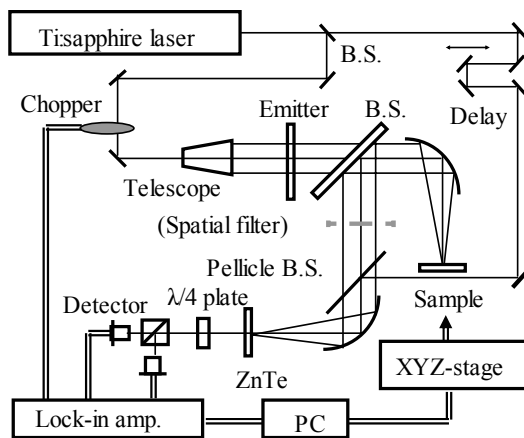 Ti:sapphire laser
B.S.
Chopper
Emitter
B.S.
Delay
Telescope
(Spatial filter)
Pellicle B.S.
Detector
λ/4 plate
Sample
ZnTe
XYZ-stage
Lock-in amp.
PC